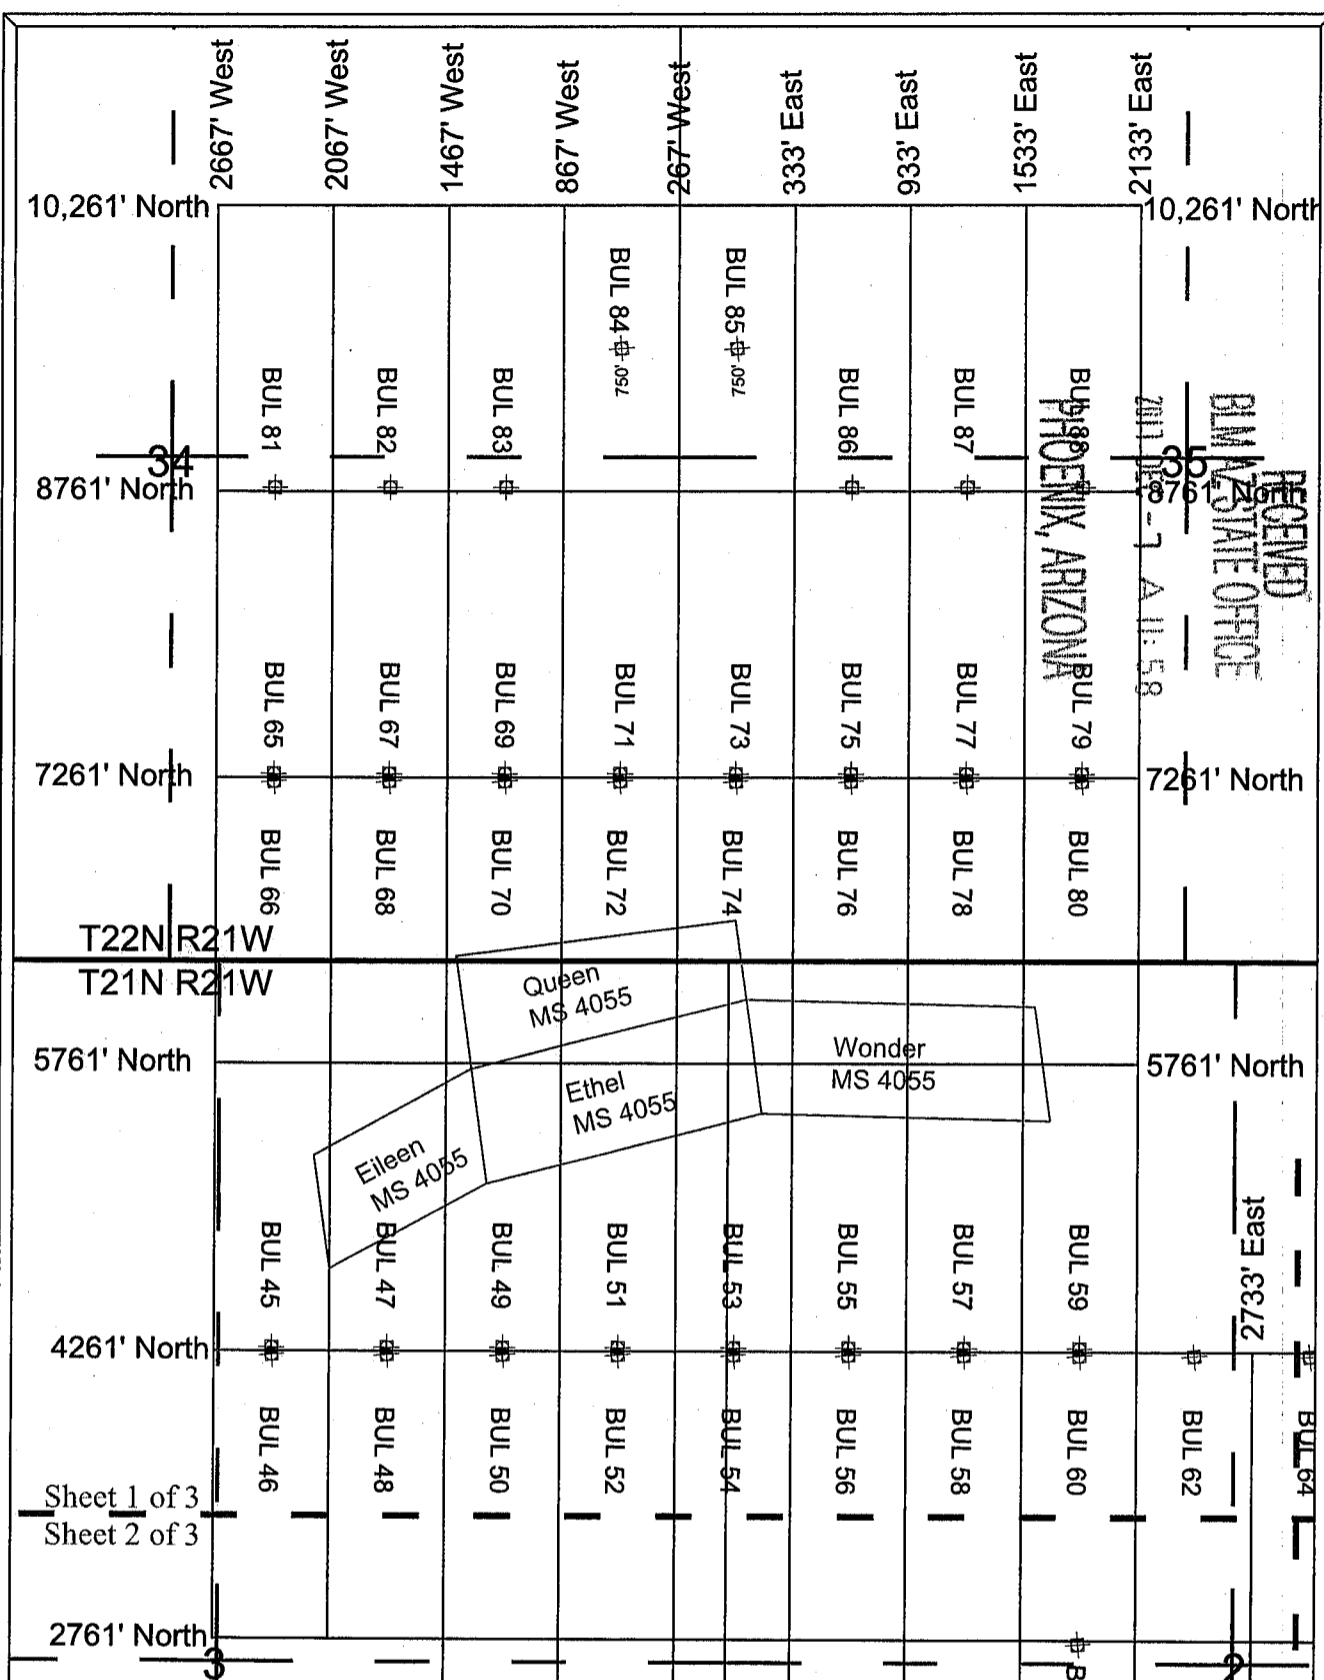 2667' West
2067' West
1467' West
867' West
267' West
333' East
933' East
1533' East
2133' East
10,261' North
10,261' North
BUL 84
750'
BUL 85
750'
BUL 81
BUL 82
BUL 83
BUL 86
BUL 87
BUL 88
34
35
8761' North
8761' North
RECEIVED
BLM AZ STATE OFFICE
-7 A 11:58
PHOENIX, ARIZONA
BUL 65
BUL 67
BUL 69
BUL 71
BUL 73
BUL 75
BUL 77
BUL 79
7261' North
7261' North
BUL 66
BUL 68
BUL 70
BUL 72
BUL 74
BUL 76
BUL 78
BUL 80
T22N R21W
T21N R21W
Queen
MS 4055
5761' North
5761' North
Wonder
MS 4055
Ethel
MS 4055
Eileen
MS 4055
2733' East
BUL 45
BUL 47
BUL 49
BUL 51
BUL 53
BUL 55
BUL 57
BUL 59
4261' North
BUL 46
BUL 48
BUL 50
BUL 52
BUL 54
BUL 56
BUL 58
BUL 60
BUL 62
BUL 64
Sheet 1 of 3
Sheet 2 of 3
2761' North
3
2
B